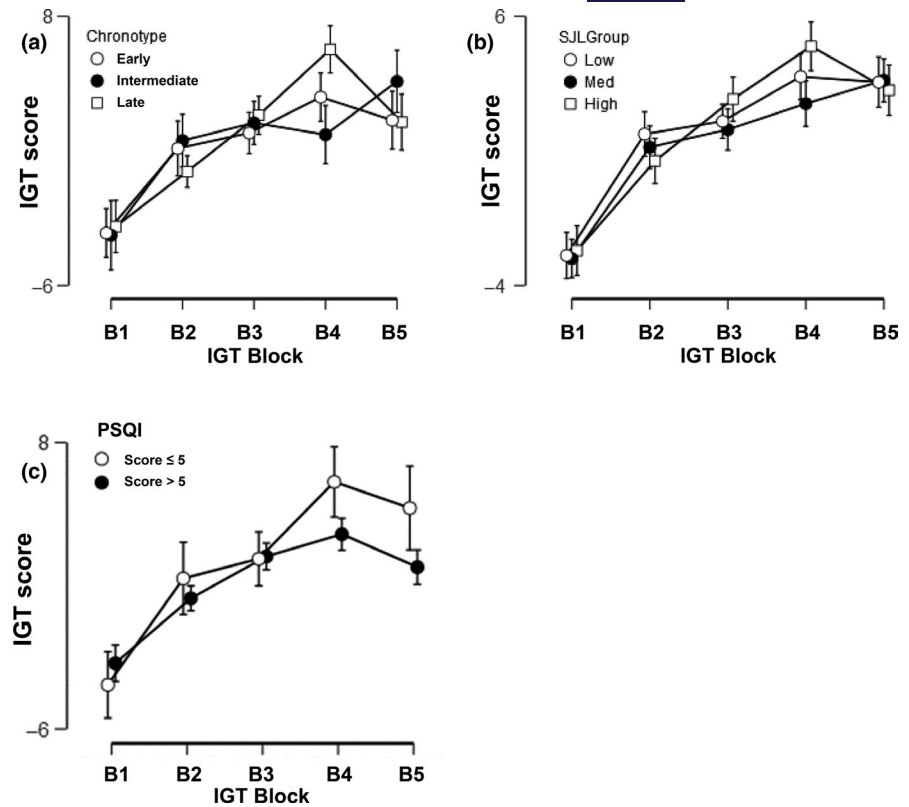 (a)
8
Chronotype
Early
Intermediate
Late
IGT score
−6
B1 B2 B3 B4 B5
IGT Block
(b)
6
SJLGroup
Low
Med
High
IGT score
−4
B1 B2 B3 B4 B5
IGT Block
(c)
PSQI
8
Score ≤ 5
Score > 5
IGT score
−6
B1 B2 B3 B4 B5
IGT Block